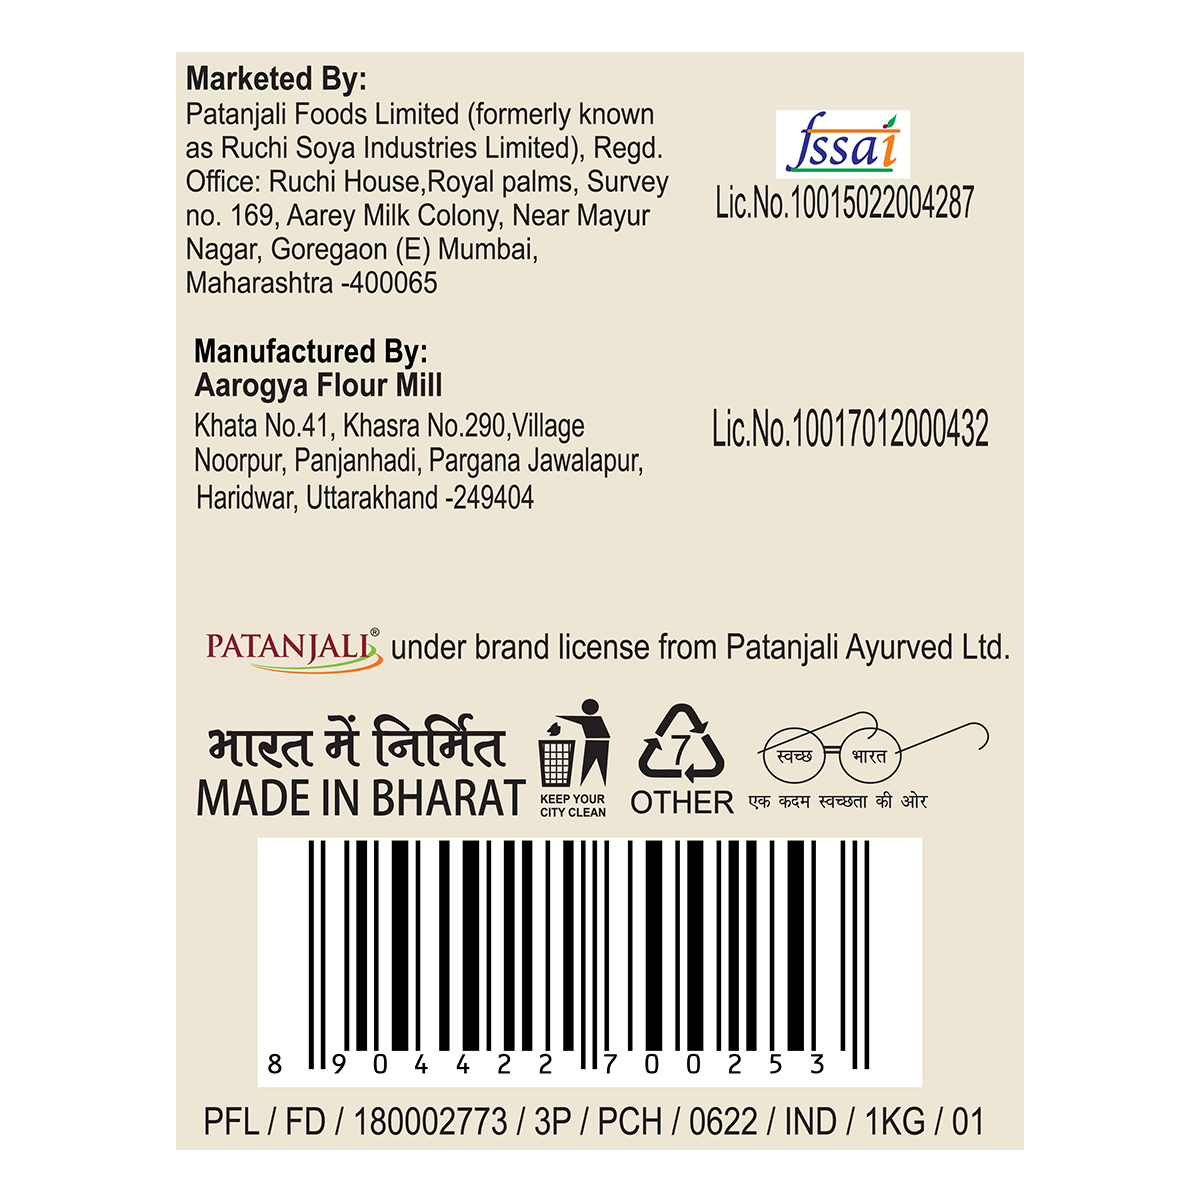 Marketed By:
Patanjali Foods Limited (formerly known
as Ruchi Soya Industries Limited), Regd.
Office: Ruchi House,Royal palms, Survey
no. 169, Aarey Milk Colony, Near Mayur
Nagar, Goregaon (E) Mumbai,
Maharashtra -400065
fssai
Lic.No.10015022004287
Manufactured By:
Aarogya Flour Mill
Khata No.41, Khasra No.290,Village
Noorpur, Panjanhadi, Pargana Jawalapur,
Haridwar, Uttarakhand -249404
Lic.No.10017012000432
PATANJALI® under brand license from Patanjali Ayurved Ltd.
भारत में निर्मित
MADE IN BHARAT
KEEP YOUR
CITY CLEAN
7
OTHER
स्वच्छ भारत
एक कदम स्वच्छता की ओर
8 904422 700253
PFL / FD / 180002773 / 3P / PCH / 0622 / IND / 1KG / 01